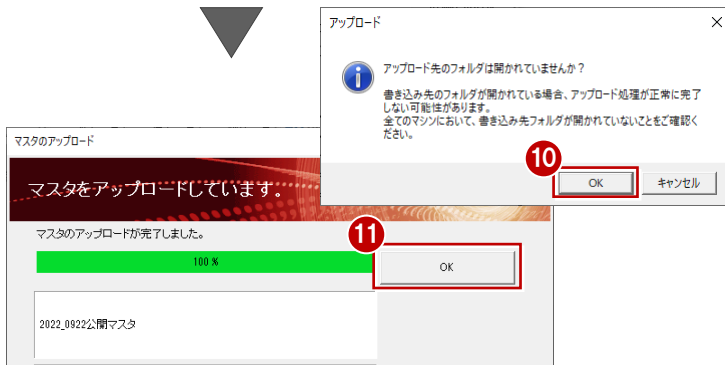 アップロード
アップロード先のフォルダは開かれていませんか？
書き込み先のフォルダが開かれている場合、アップロード処理が正常に完了
しない可能性があります。
全てのマシンにおいて、書き込み先フォルダが開かれていないことをご確認く
ださい。
10
OK
キャンセル
マスタのアップロード
マスタをアップロードしています。
マスタのアップロードが完了しました。
11
100 %
OK
2022_0922公開マスタ